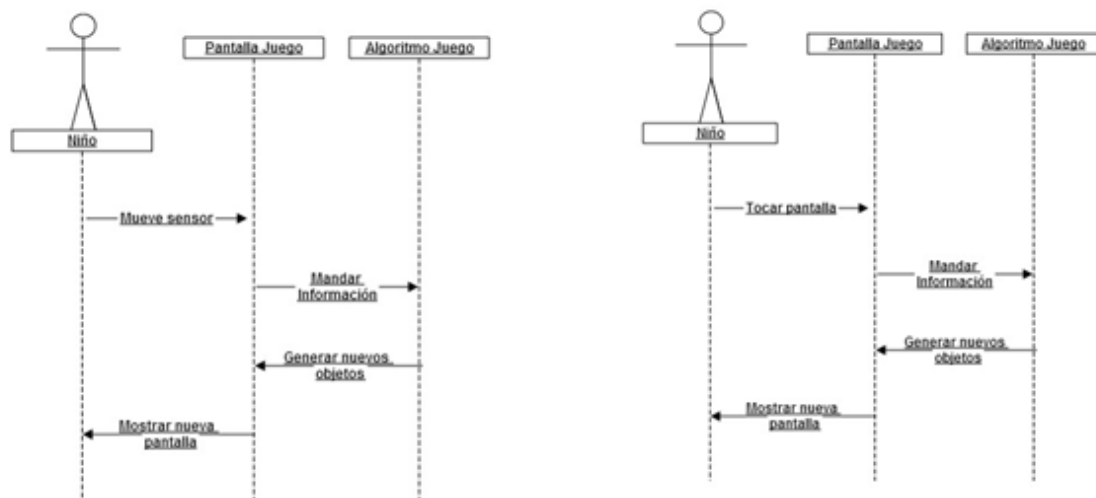 Pantalla Juego
Algoritmo Juego
Niño
Mueve sensor
Mandar
Información
Generar nuevos
objetos
Mostrar nueva
pantalla
Pantalla Juego
Algoritmo Juego
Niño
Tocar pantalla
Mandar
Información
Generar nuevos
objetos
Mostrar nueva
pantalla